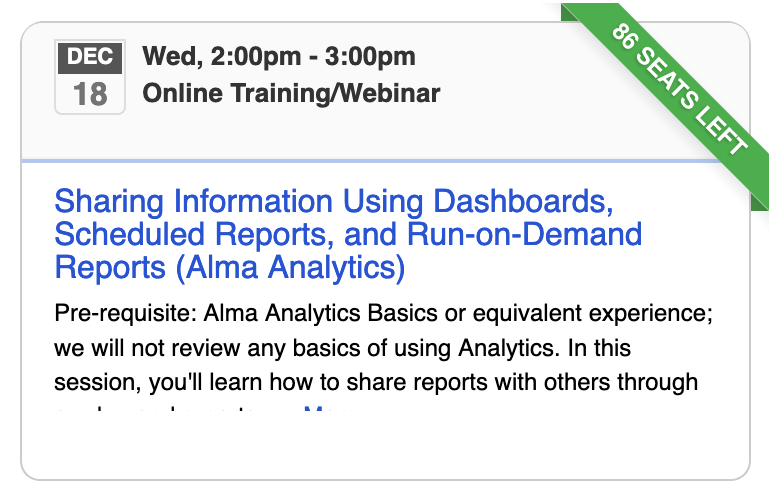 DEC
18
Wed, 2:00pm - 3:00pm
Online Training/Webinar
86 SEATS LEFT
Sharing Information Using Dashboards,
Scheduled Reports, and Run-on-Demand
Reports (Alma Analytics)
Pre-requisite: Alma Analytics Basics or equivalent experience;
we will not review any basics of using Analytics. In this
session, you'll learn how to share reports with others through